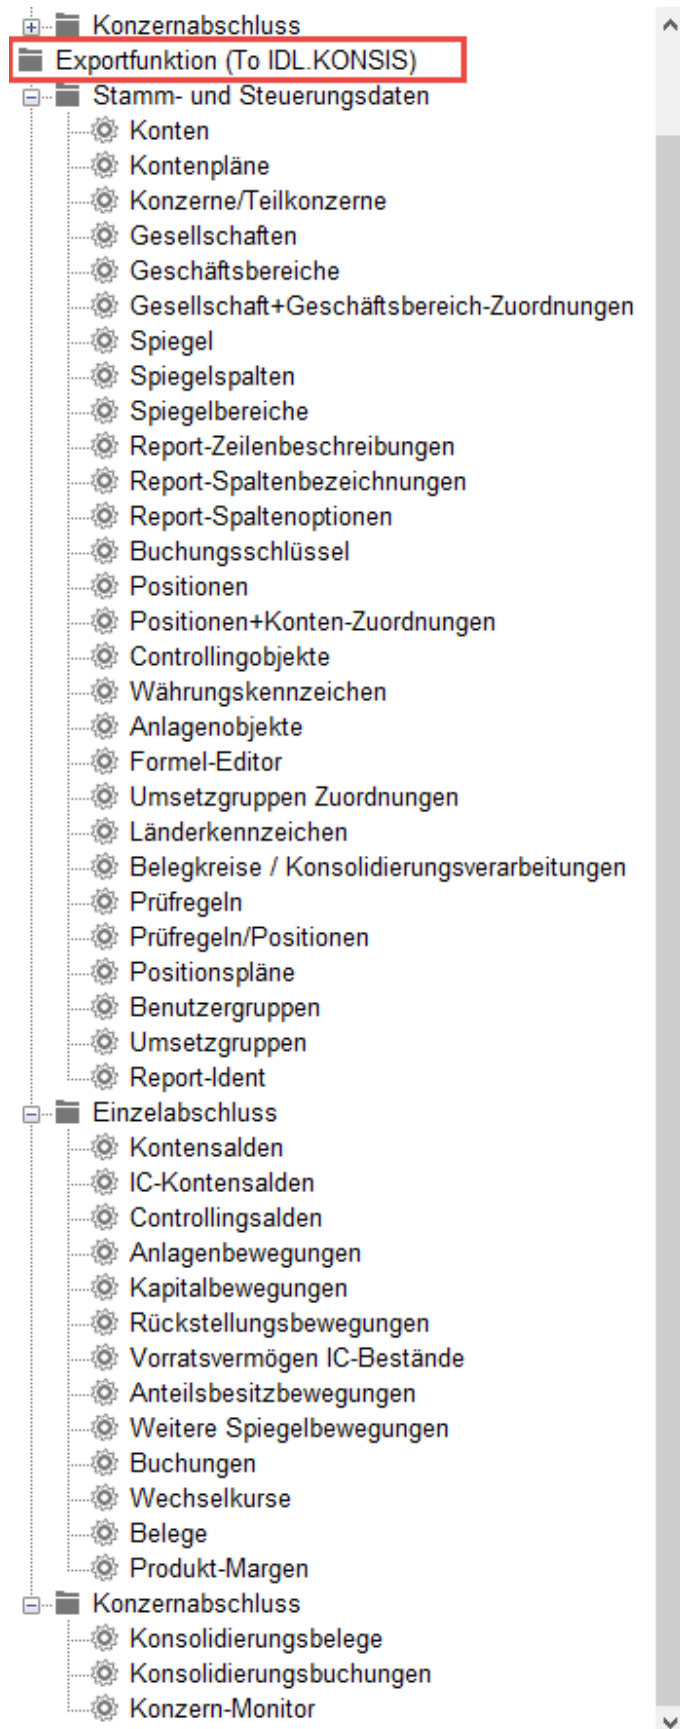 Konzernabschluss
Exportfunktion (To IDL.KONSIS)
Stamm- und Steuerungsdaten
Konten
Kontenpläne
Konzerne/Teilkonzerne
Gesellschaften
Geschäftsbereiche
Gesellschaft+Geschäftsbereich-Zuordnungen
Spiegel
Spiegelspalten
Spiegelbereiche
Report-Zeilenbeschreibungen
Report-Spaltenbezeichnungen
Report-Spaltenoptionen
Buchungsschlüssel
Positionen
Positionen+Konten-Zuordnungen
Controllingobjekte
Währungskennzeichen
Anlagenobjekte
Formel-Editor
Umsetzgruppen Zuordnungen
Länderkennzeichen
Belegkreise / Konsolidierungsverarbeitungen
Prüfregeln
Prüfregeln/Positionen
Positionspläne
Benutzergruppen
Umsetzgruppen
Report-Ident
Einzelabschluss
Kontensalden
IC-Kontensalden
Controllingsalden
Anlagenbewegungen
Kapitalbewegungen
Rückstellungsbewegungen
Vorratsvermögen IC-Bestände
Anteilsbesitzbewegungen
Weitere Spiegelbewegungen
Buchungen
Wechselkurse
Belege
Produkt-Margen
Konzernabschluss
Konsolidierungsbelege
Konsolidierungsbuchungen
Konzern-Monitor